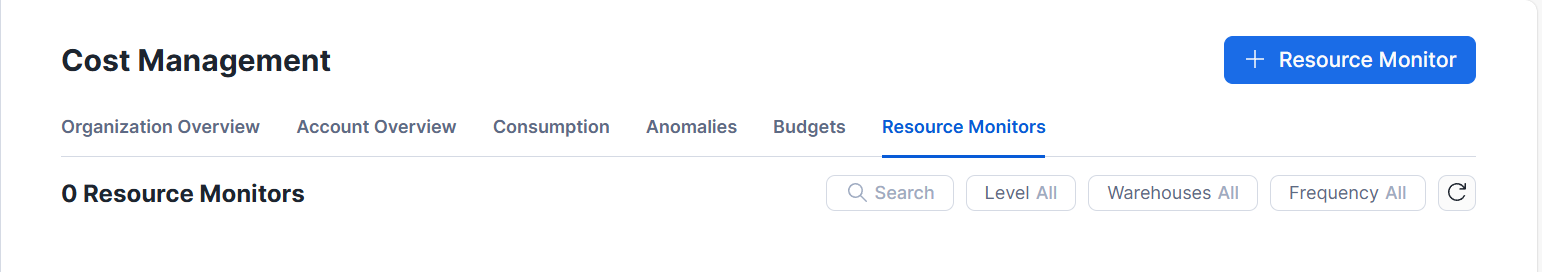 Cost Management
+ Resource Monitor
Organization Overview Account Overview Consumption Anomalies Budgets Resource Monitors
0 Resource Monitors
Search Level All Warehouses All Frequency All